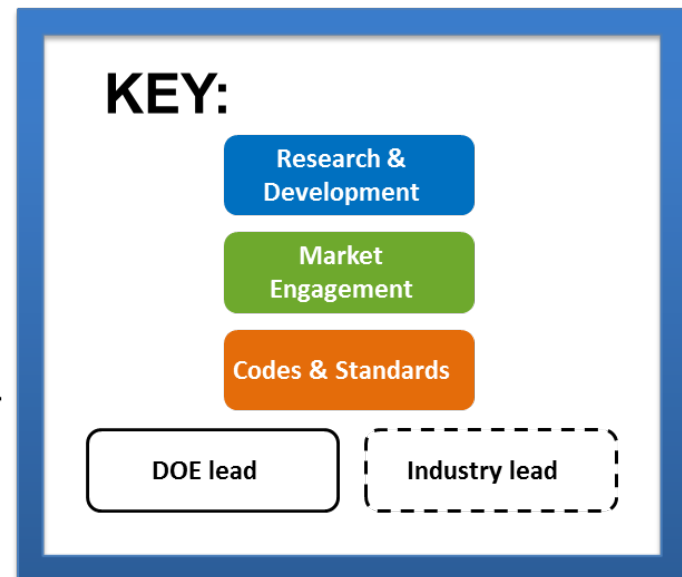 KEY:
Research &
Development
Market
Engagement
Codes & Standards
DOE lead
Industry lead